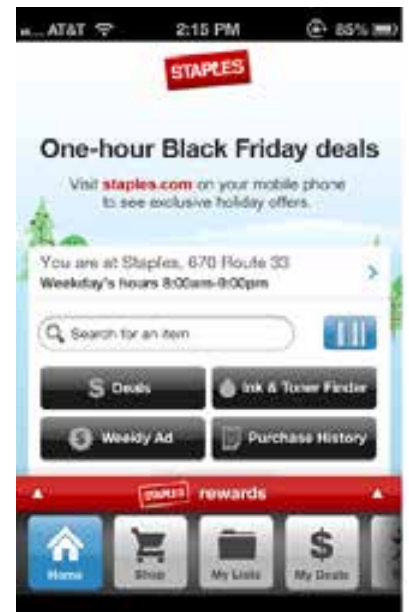 AT&T 2:15 PM 85%
STAPLES
One-hour Black Friday deals
Visit staples.com on your mobile phone
to see exclusive holiday offers.
You are at Staples, 670 Route 33
Weekday's hours 8:00am-9:00pm
Search for an item
Deals
Ink & Toner Finder
Weekly Ad
Purchase History
STAPLES rewards
Home
Shop
My Lists
My Deals